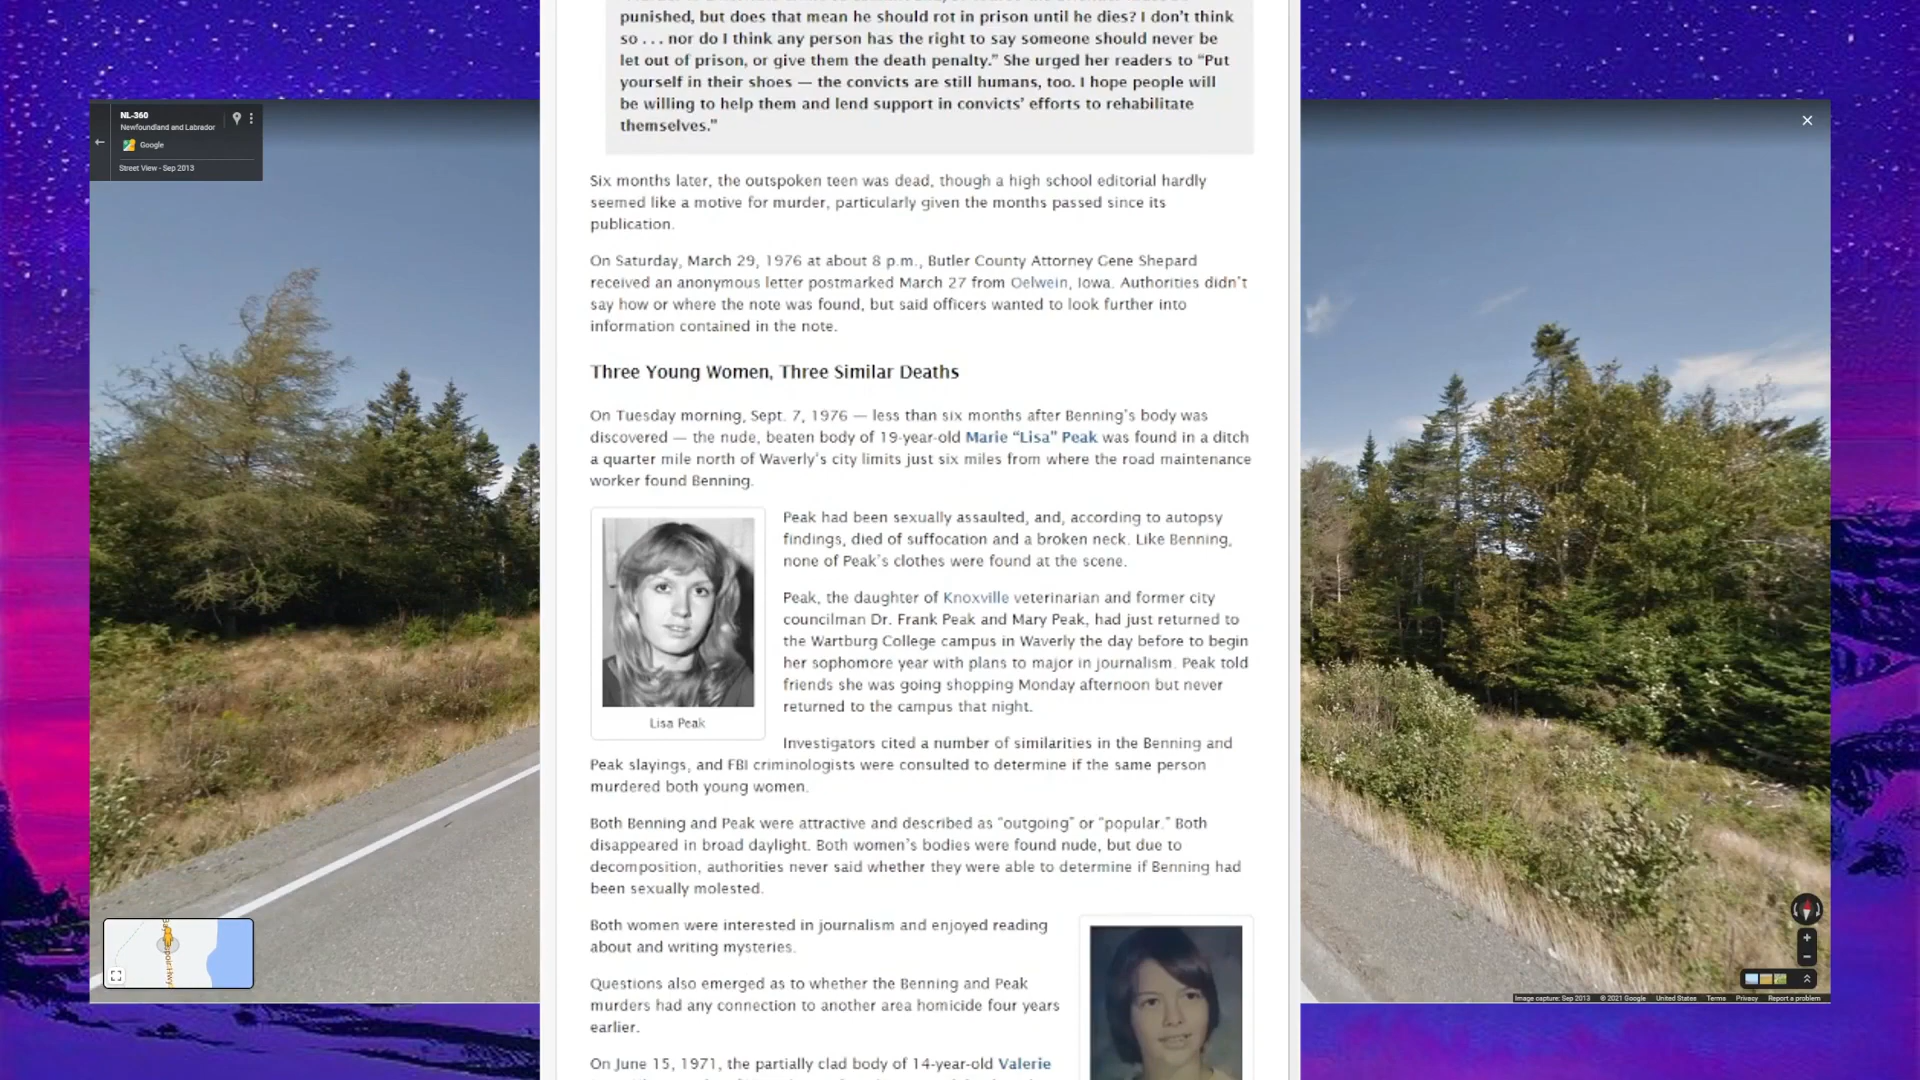 punished, but does that mean he should rot in prison until he dies? I don't think
so . . . nor do I think any person has the right to say someone should never be
let out of prison, or give them the death penalty." She urged her readers to "Put
yourself in their shoes — the convicts are still humans, too. I hope people will
be willing to help them and lend support in convicts' efforts to rehabilitate
themselves."
NL-360
Newfoundland and Labrador
Google
Street View - Sep 2013
Six months later, the outspoken teen was dead, though a high school editorial hardly
seemed like a motive for murder, particularly given the months passed since its
publication.
On Saturday, March 29, 1976 at about 8 p.m., Butler County Attorney Gene Shepard
received an anonymous letter postmarked March 27 from Oelwein, Iowa. Authorities didn't
say how or where the note was found, but said officers wanted to look further into
information contained in the note.
Three Young Women, Three Similar Deaths
On Tuesday morning, Sept. 7, 1976 — less than six months after Benning's body was
discovered — the nude, beaten body of 19-year-old Marie "Lisa" Peak was found in a ditch
a quarter mile north of Waverly's city limits just six miles from where the road maintenance
worker found Benning.
Peak had been sexually assaulted, and, according to autopsy
findings, died of suffocation and a broken neck. Like Benning,
none of Peak's clothes were found at the scene.
Peak, the daughter of Knoxville veterinarian and former city
councilman Dr. Frank Peak and Mary Peak, had just returned to
the Wartburg College campus in Waverly the day before to begin
her sophomore year with plans to major in journalism. Peak told
friends she was going shopping Monday afternoon but never
returned to the campus that night.
Lisa Peak
Investigators cited a number of similarities in the Benning and
Peak slayings, and FBI criminologists were consulted to determine if the same person
murdered both young women.
Both Benning and Peak were attractive and described as "outgoing" or "popular." Both
disappeared in broad daylight. Both women's bodies were found nude, but due to
decomposition, authorities never said whether they were able to determine if Benning had
been sexually molested.
Both women were interested in journalism and enjoyed reading
about and writing mysteries.
Questions also emerged as to whether the Benning and Peak
murders had any connection to another area homicide four years
earlier.
On June 15, 1971, the partially clad body of 14-year-old Valerie
Image capture: Sep 2013 © 2021 Google United States Terms Privacy Report a problem